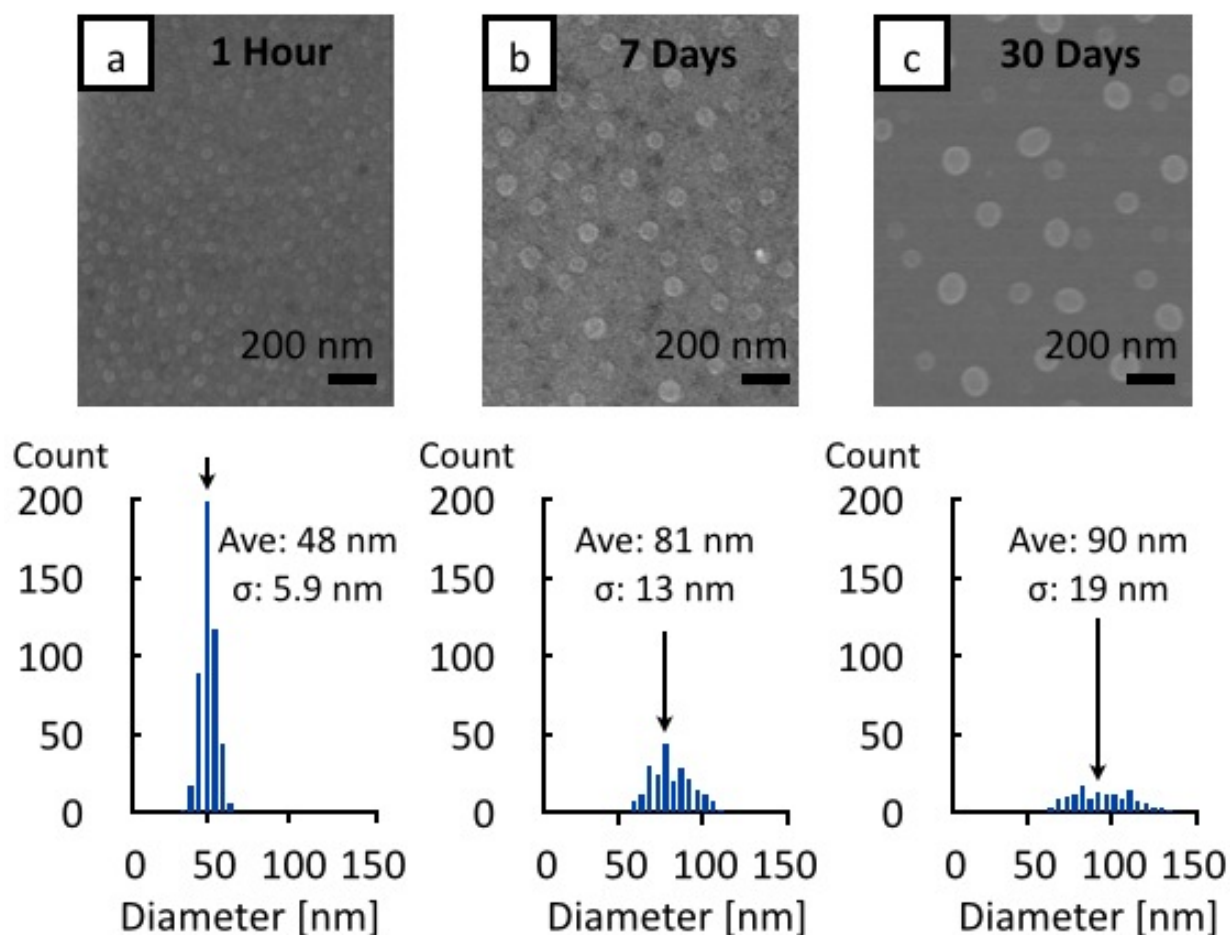 a 1 Hour
b 7 Days
c 30 Days
200 nm
200 nm
200 nm
Count
200
150
100
50
0
Ave: 48 nm
σ: 5.9 nm
0 50 100 150
Diameter [nm]
Count
200
150
100
50
0
Ave: 81 nm
σ: 13 nm
0 50 100 150
Diameter [nm]
Count
200
150
100
50
0
Ave: 90 nm
σ: 19 nm
0 50 100 150
Diameter [nm]